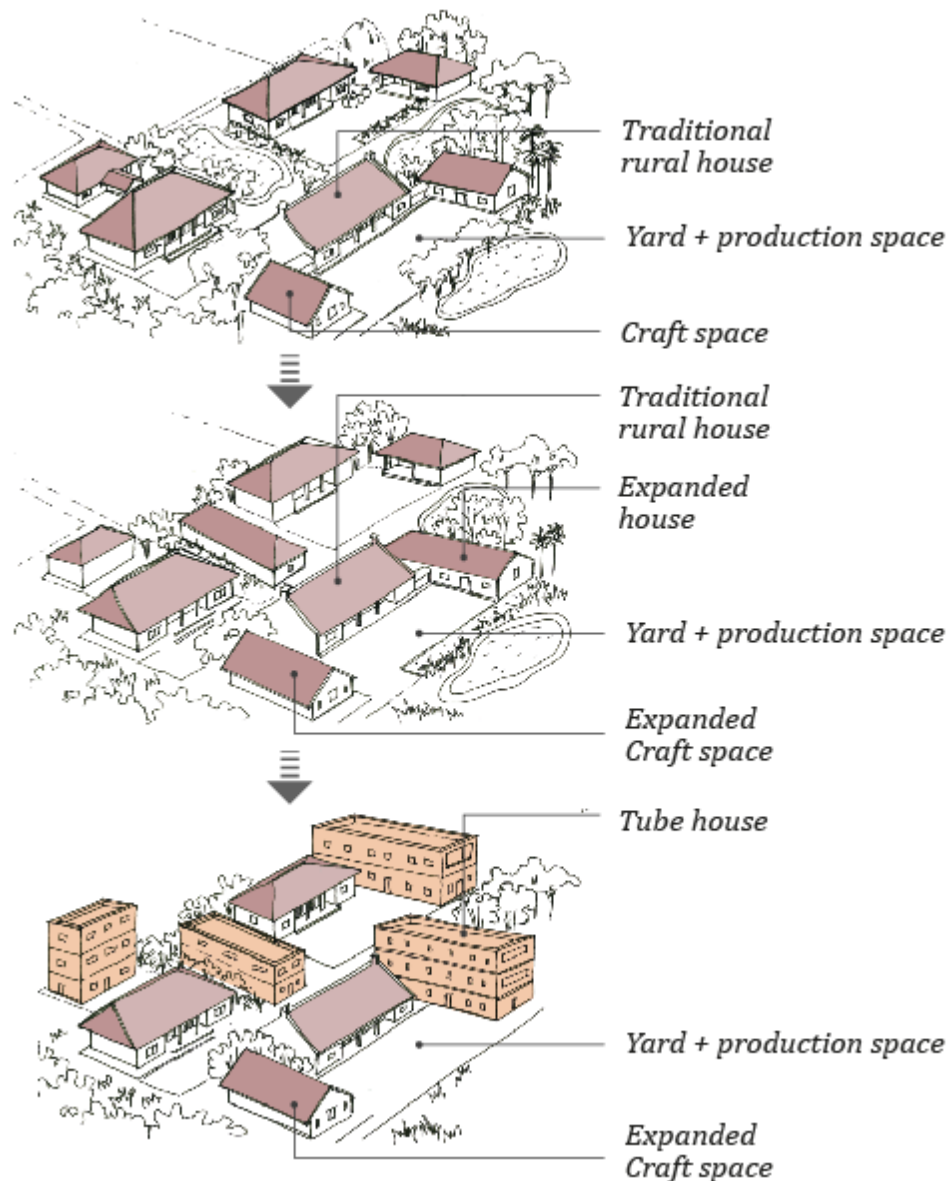 Traditional
rural house
Yard + production space
Craft space
Traditional
rural house
Expanded
house
Yard + production space
Expanded
Craft space
Tube house
Yard + production space
Expanded
Craft space